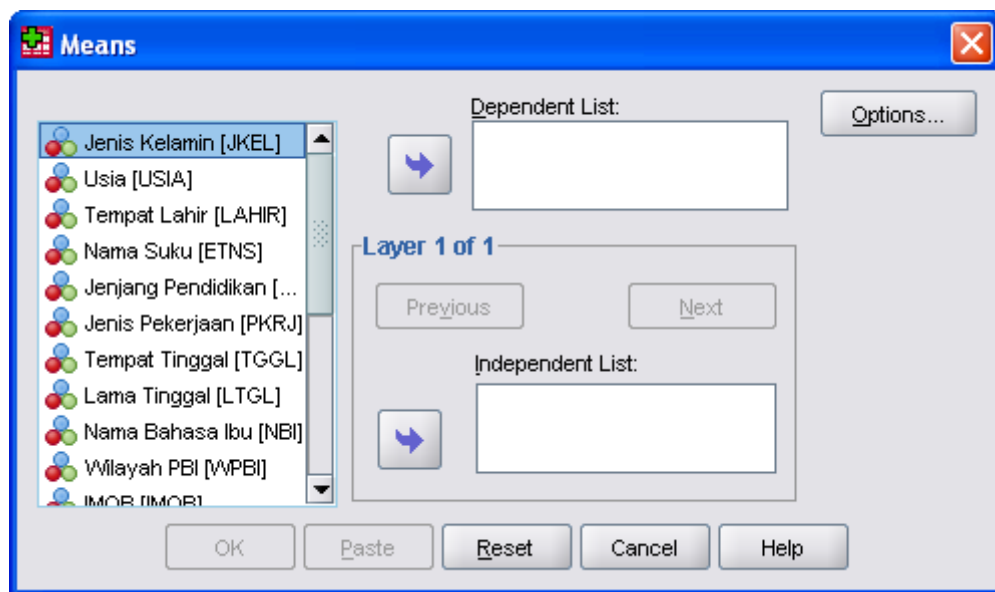 Means
Jenis Kelamin [JKEL]
Usia [USIA]
Tempat Lahir [LAHIR]
Nama Suku [ETNS]
Jenjang Pendidikan [...
Jenis Pekerjaan [PKRJ]
Tempat Tinggal [TGGL]
Lama Tinggal [LTGL]
Nama Bahasa Ibu [NBI]
Wilayah PBI [WPBI]
IMOB [IMOB]
Dependent List:
Options...
Layer 1 of 1
Previous Next
Independent List:
OK Paste Reset Cancel Help